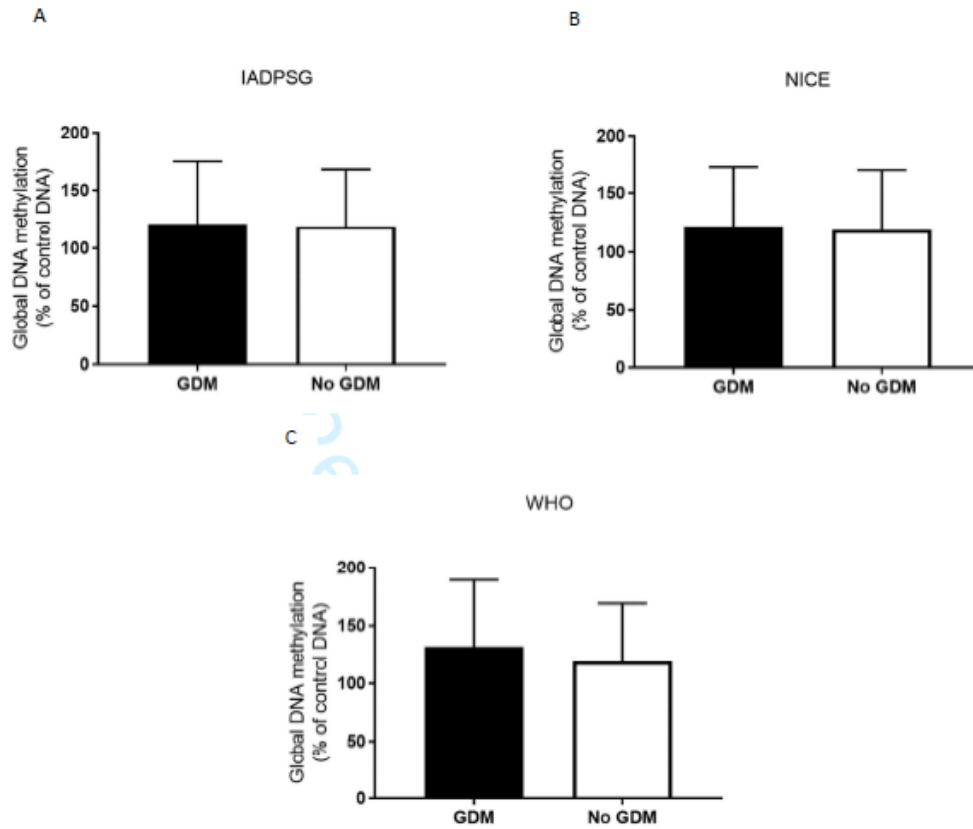 A
B
IADPSG
NICE
Global DNA methylation
(% of control DNA)
200
150
100
50
0
GDM
No GDM
Global DNA methylation
(% of control DNA)
200
150
100
50
0
GDM
No GDM
C
WHO
Global DNA methylation
(% of control DNA)
200
150
100
50
0
GDM
No GDM